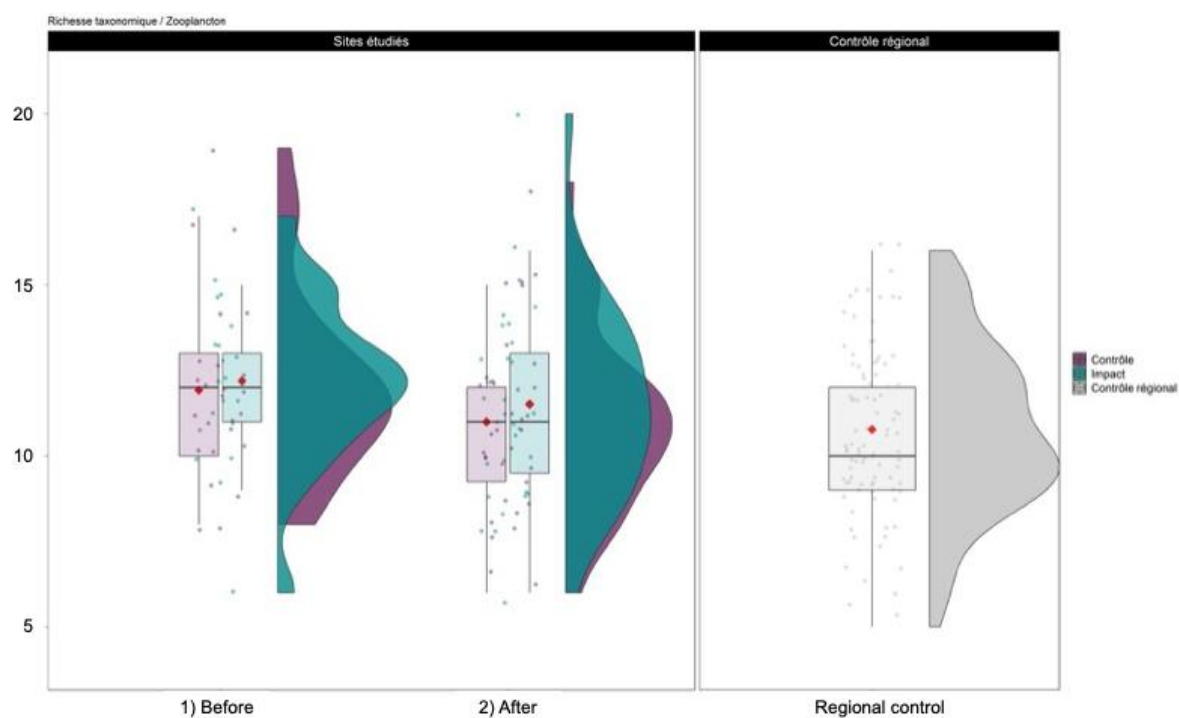 Richesse taxonomique / Zooplancton
Sites étudiés
Contrôle régional
20
15
10
5
Contrôle
Impact
Contrôle régional
1) Before
2) After
Regional control